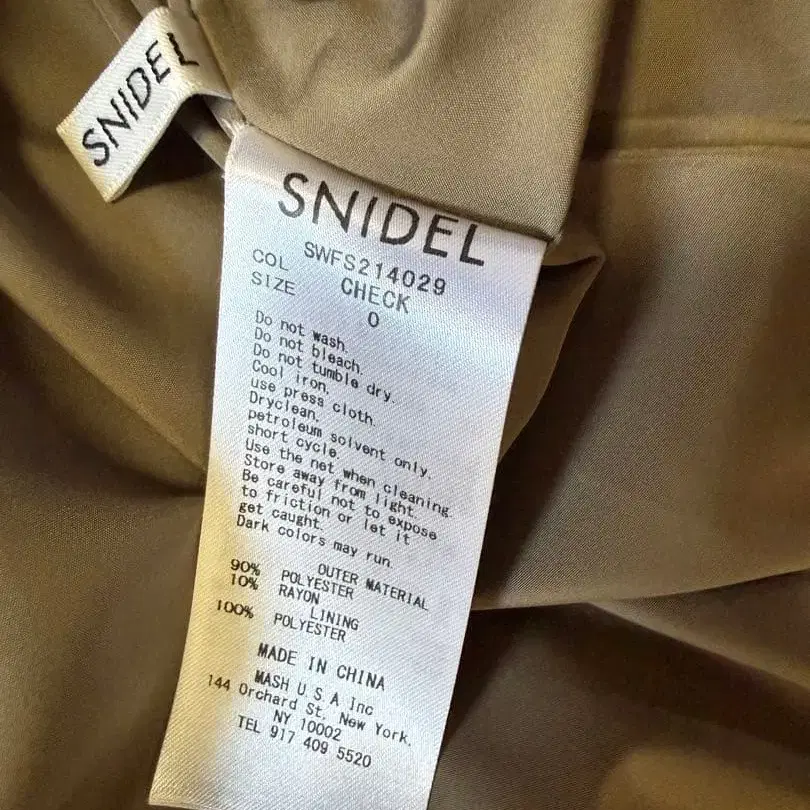 SNIDEL
SNIDEL
SWFS214029
COL CHECK
SIZE 0
Do not wash.
Do not bleach.
Do not tumble dry.
Cool iron.
use press cloth.
Dryclean.
petroleum solvent only.
short cycle.
Use the net when cleaning.
Store away from light.
Be careful not to expose
to friction or let it
get caught.
Dark colors may run.
OUTER MATERIAL
90% POLYESTER
10% RAYON
LINING
100% POLYESTER
MADE IN CHINA
MASH U.S.A Inc
144 Orchard St, New York,
NY 10002
TEL 917 409 5520